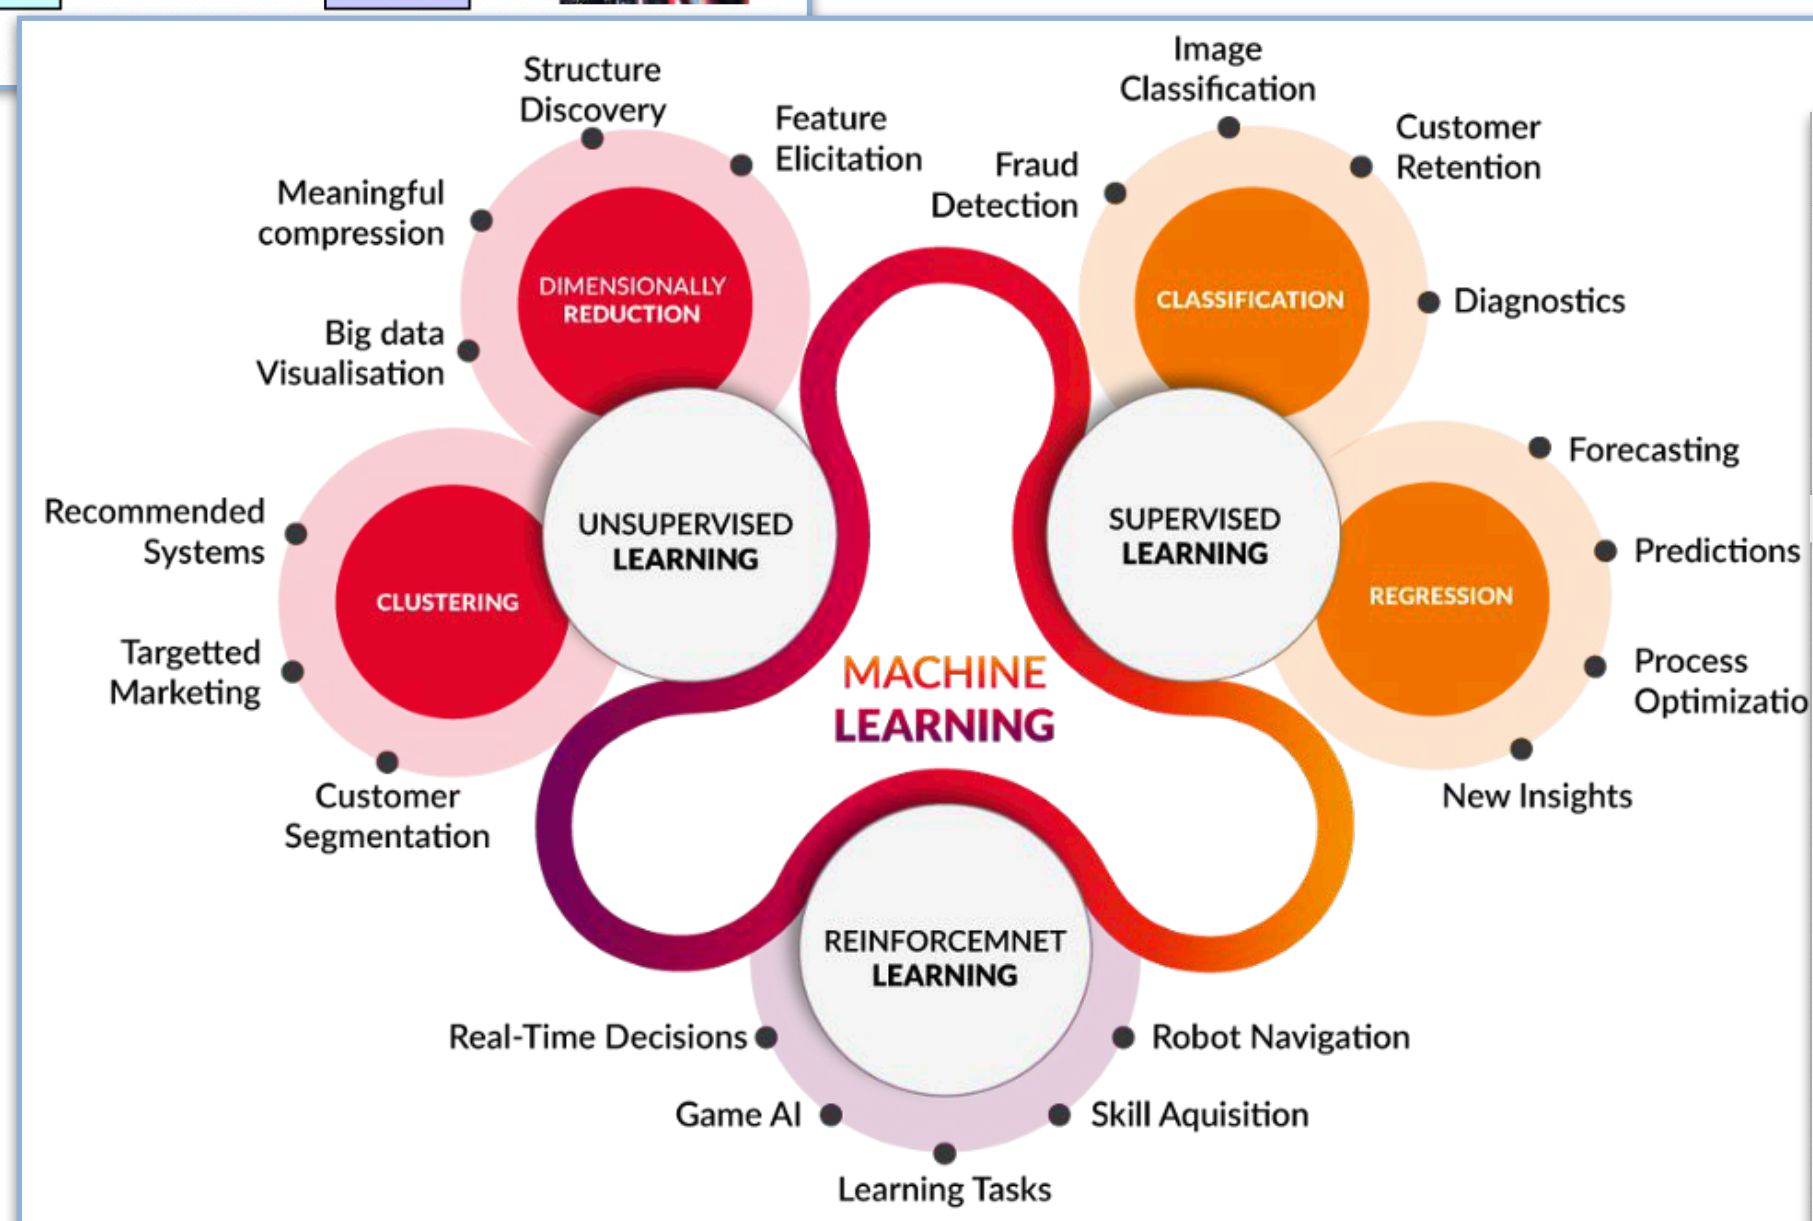 Structure
Discovery
Feature
Elicitation
Meaningful
compression
Big data
Visualisation
DIMENSIONALLY
REDUCTION
Recommended
Systems
Targetted
Marketing
Customer
Segmentation
CLUSTERING
UNSUPERVISED
LEARNING
Image
Classification
Fraud
Detection
Customer
Retention
Diagnostics
CLASSIFICATION
SUPERVISED
LEARNING
Forecasting
Predictions
Process
Optimizatio
New Insights
REGRESSION
MACHINE
LEARNING
REINFORCEMNET
LEARNING
Real-Time Decisions
Robot Navigation
Game AI
Skill Aquisition
Learning Tasks